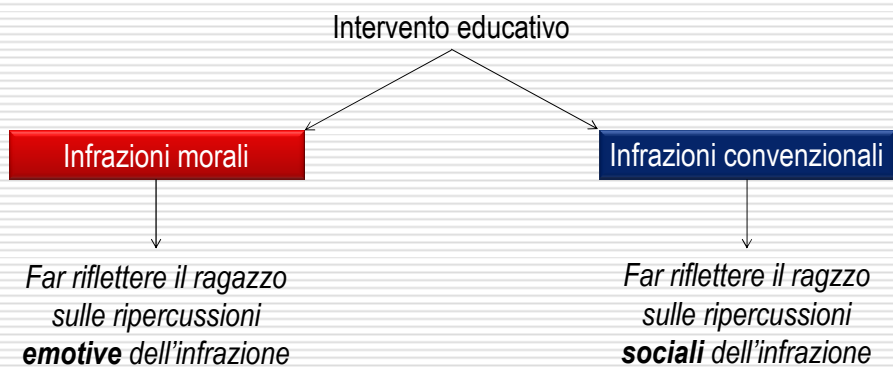 Intervento educativo
Infrazioni morali
Infrazioni convenzionali
Far riflettere il ragazzo
sulle ripercussioni
emotive dell'infrazione
Far riflettere il ragzzo
sulle ripercussioni
sociali dell'infrazione